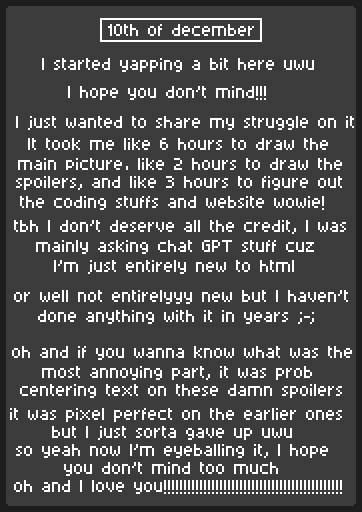 10th of december
I started yapping a bit here uwu
I hope you don't mind!!!
I just wanted to share my struggle on it
It took me like 6 hours to draw the
main picture. like 2 hours to draw the
spoilers, and like 3 hours to figure out
the coding stuffs and website wowie!
tbh I don't deserve all the credit, I was
mainly asking chat GPT stuff cuz
I'm just entirely new to html
or well not entirelyyy new but I haven't
done anything with it in years ;-;
oh and if you wanna know what was the
most annoying part, it was prob
centering text on these damn spoilers
it was pixel perfect on the earlier ones
but I just sorta gave up uwu
so yeah now I'm eyeballing it, I hope
you don't mind too much
oh and I love you!!!!!!!!!!!!!!!!!!!!!!!!!!!!!!!!!!!!!!!!!!!!!